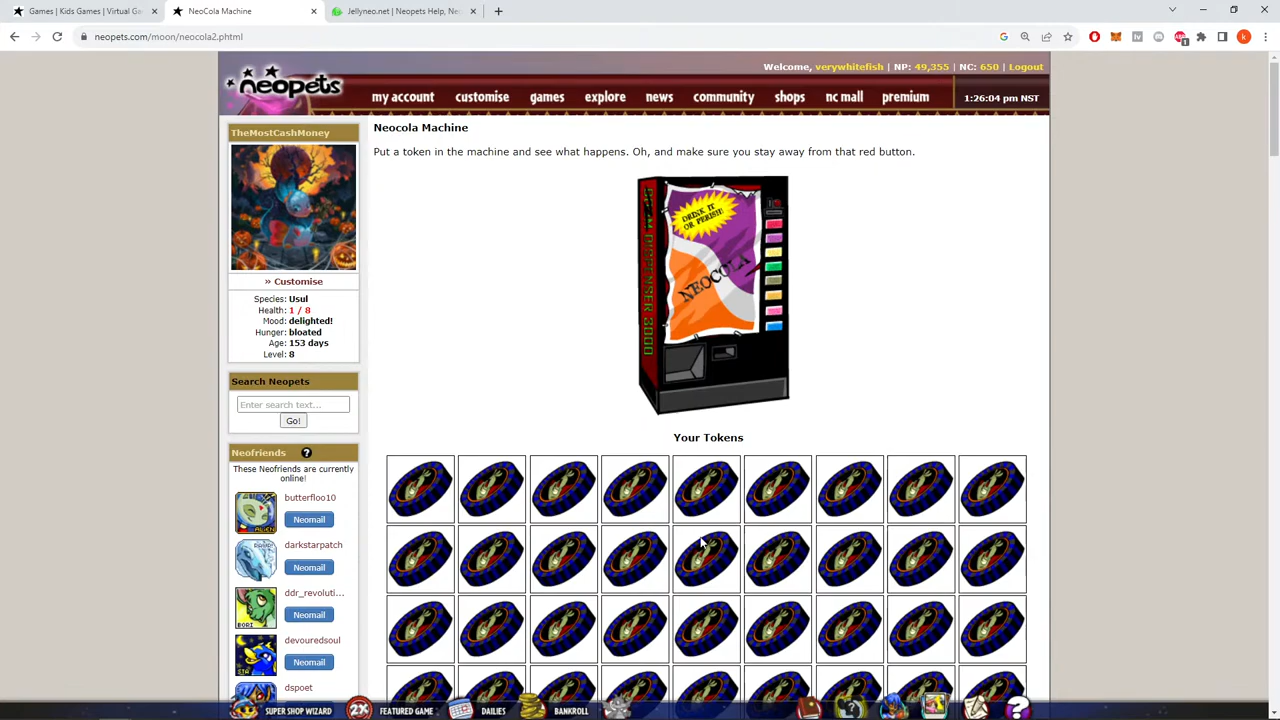 Games | Kids Games | Virtual Ga
NeoCola Machine
Jellyneo.net | Neopets Help, Neo
neopets.com/moon/neocola2.phtml
Welcome, verywhitefish | NP: 49,355 | NC: 650 | Logout
neopets
my account customise games explore news community shops nc mall premium
1:26:04 pm NST
TheMostCashMoney
» Customise
Species: Usul
Health: 1 / 8
Mood: delighted!
Hunger: bloated
Age: 153 days
Level: 8
Search Neopets
Enter search text...
Go!
Neofriends ?
These Neofriends are currently
online!
butterfloo10
Neomail
darkstarpatch
Neomail
ddr_revoluti...
Neomail
devouredsoul
Neomail
dspoet
Neocola Machine
Put a token in the machine and see what happens. Oh, and make sure you stay away from that red button.
DRINK IT
OR PERISH!
NEOCOLA
Your Tokens
SUPER SHOP WIZARD
2X FEATURED GAME
DAILIES
BANKROLL